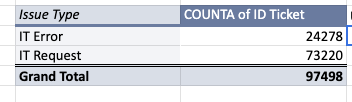 Issue Type COUNTA of ID Ticket
IT Error 24278
IT Request 73220
Grand Total 97498